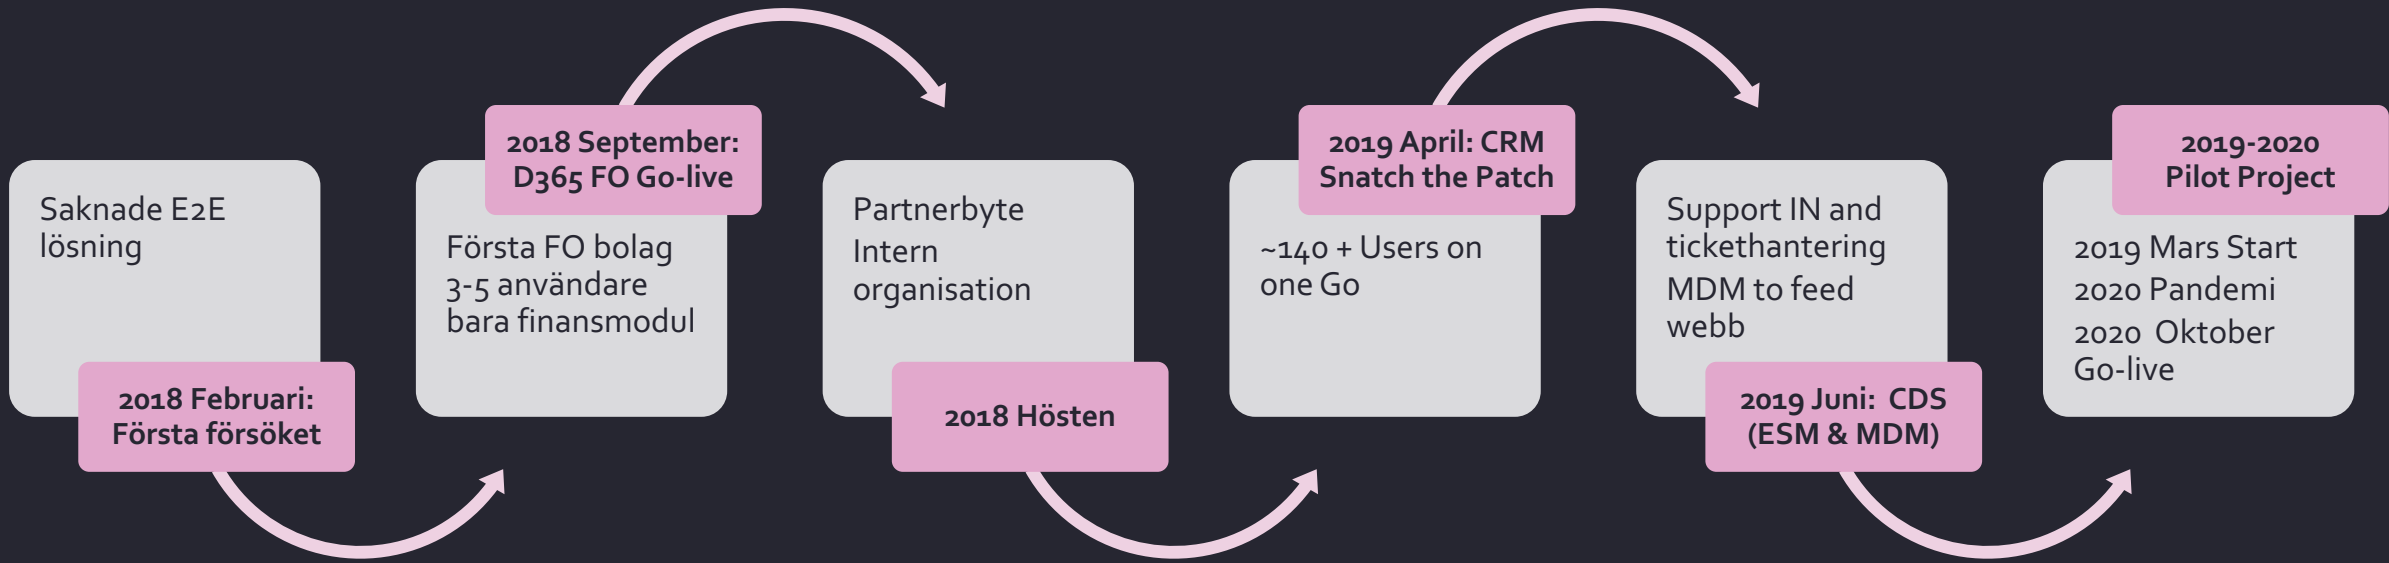 Saknade E2E
lösning
2018 Februari:
Första försöket
2018 September:
D365 FO Go-live
Första FO bolag
3-5 användare
bara finansmodul
Partnerbyte
Intern
organisation
2018 Hösten
2019 April: CRM
Snatch the Patch
~140 + Users on
one Go
Support IN and
tickethantering
MDM to feed
webb
2019 Juni:  CDS
(ESM & MDM)
2019-2020
Pilot Project
2019 Mars Start
2020 Pandemi
2020  Oktober
Go-live